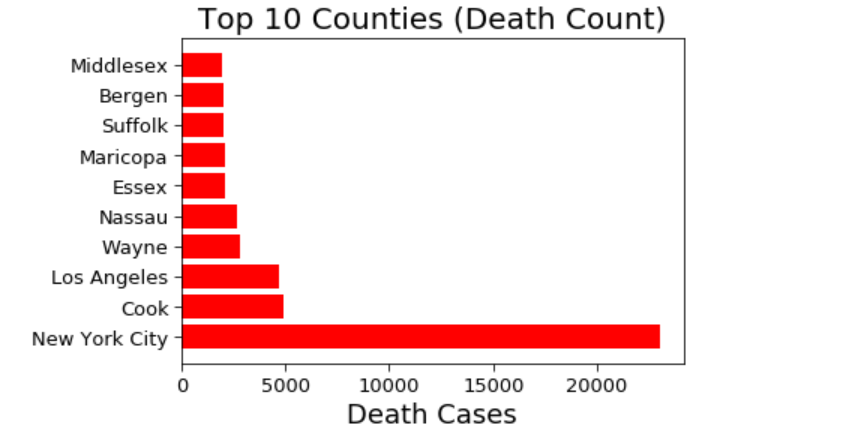 Top 10 Counties (Death Count)
Middlesex
Bergen
Suffolk
Maricopa
Essex
Nassau
Wayne
Los Angeles
Cook
New York City
0 5000 10000 15000 20000
Death Cases